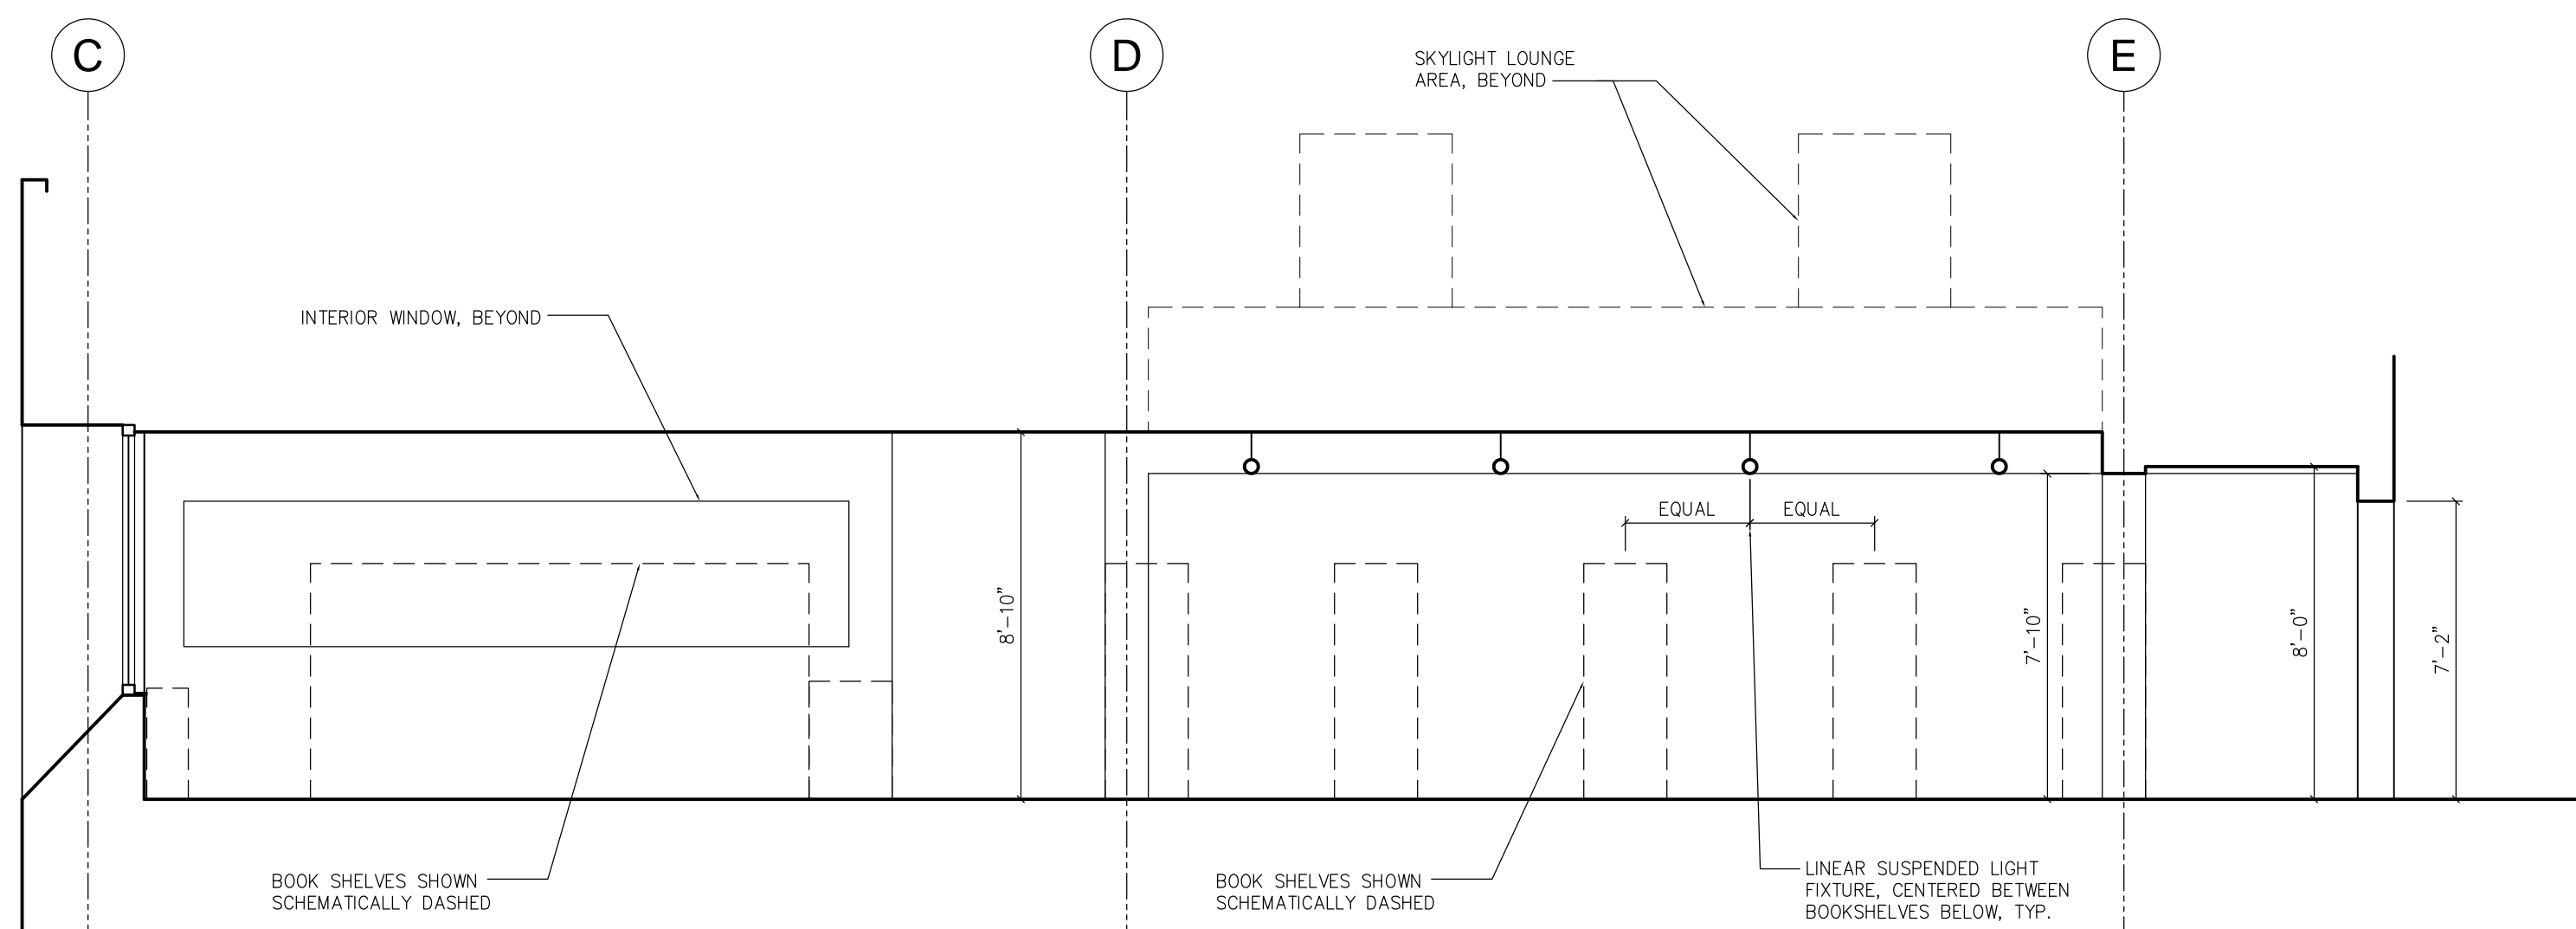 C
D
E
SKYLIGHT LOUNGE
AREA, BEYOND
INTERIOR WINDOW, BEYOND
EQUAL
EQUAL
8'-10"
7'-10"
8'-0"
7'-2"
BOOK SHELVES SHOWN
SCHEMATICALLY DASHED
BOOK SHELVES SHOWN
SCHEMATICALLY DASHED
LINEAR SUSPENDED LIGHT
FIXTURE, CENTERED BETWEEN
BOOKSHELVES BELOW, TYP.